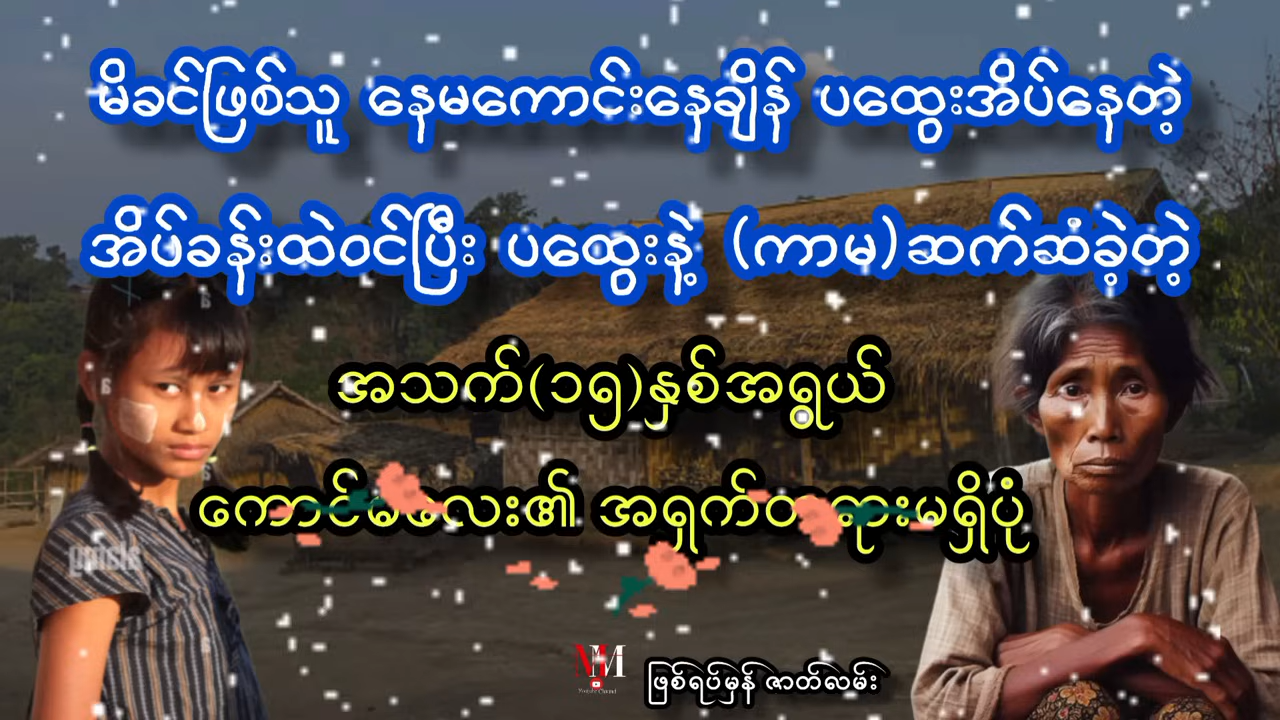 မိခင်ဖြစ်သူ နေမကောင်းနေချိန် ပထွေးအိပ်နေတဲ့
အိပ်ခန်းထဲဝင်ပြီး ပထွေးနဲ့ (ကာမ)ဆက်ဆံခဲ့တဲ့
အသက်(၁၅)နှစ်အရွယ်
ကောင်မလေး၏ အရှက်တရားမရှိပုံ
NMM
ဖြစ်ရပ်မှန် ဇာတ်လမ်း